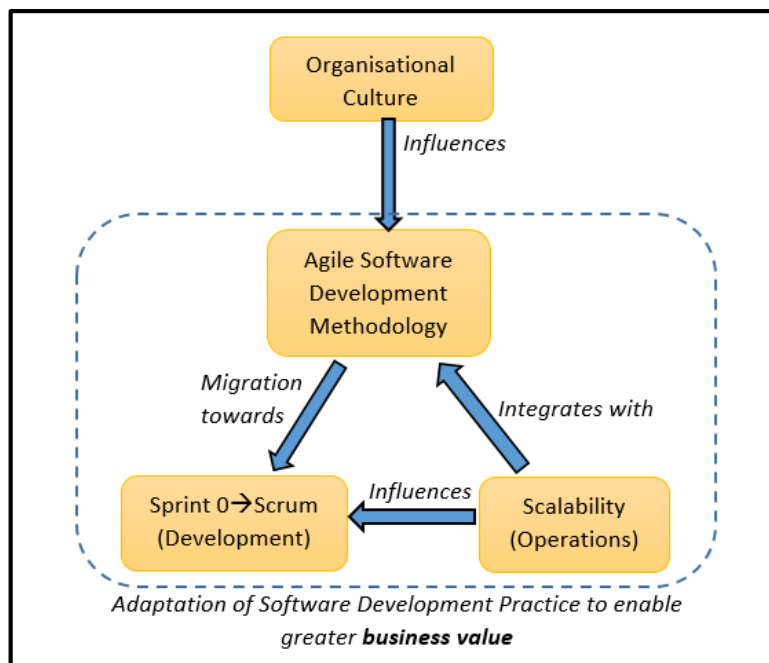 Organisational
Culture
Influences
Agile Software
Development
Methodology
Migration
towards
Integrates with
Sprint 0→Scrum
(Development)
Influences
Scalability
(Operations)
Adaptation of Software Development Practice to enable
greater business value